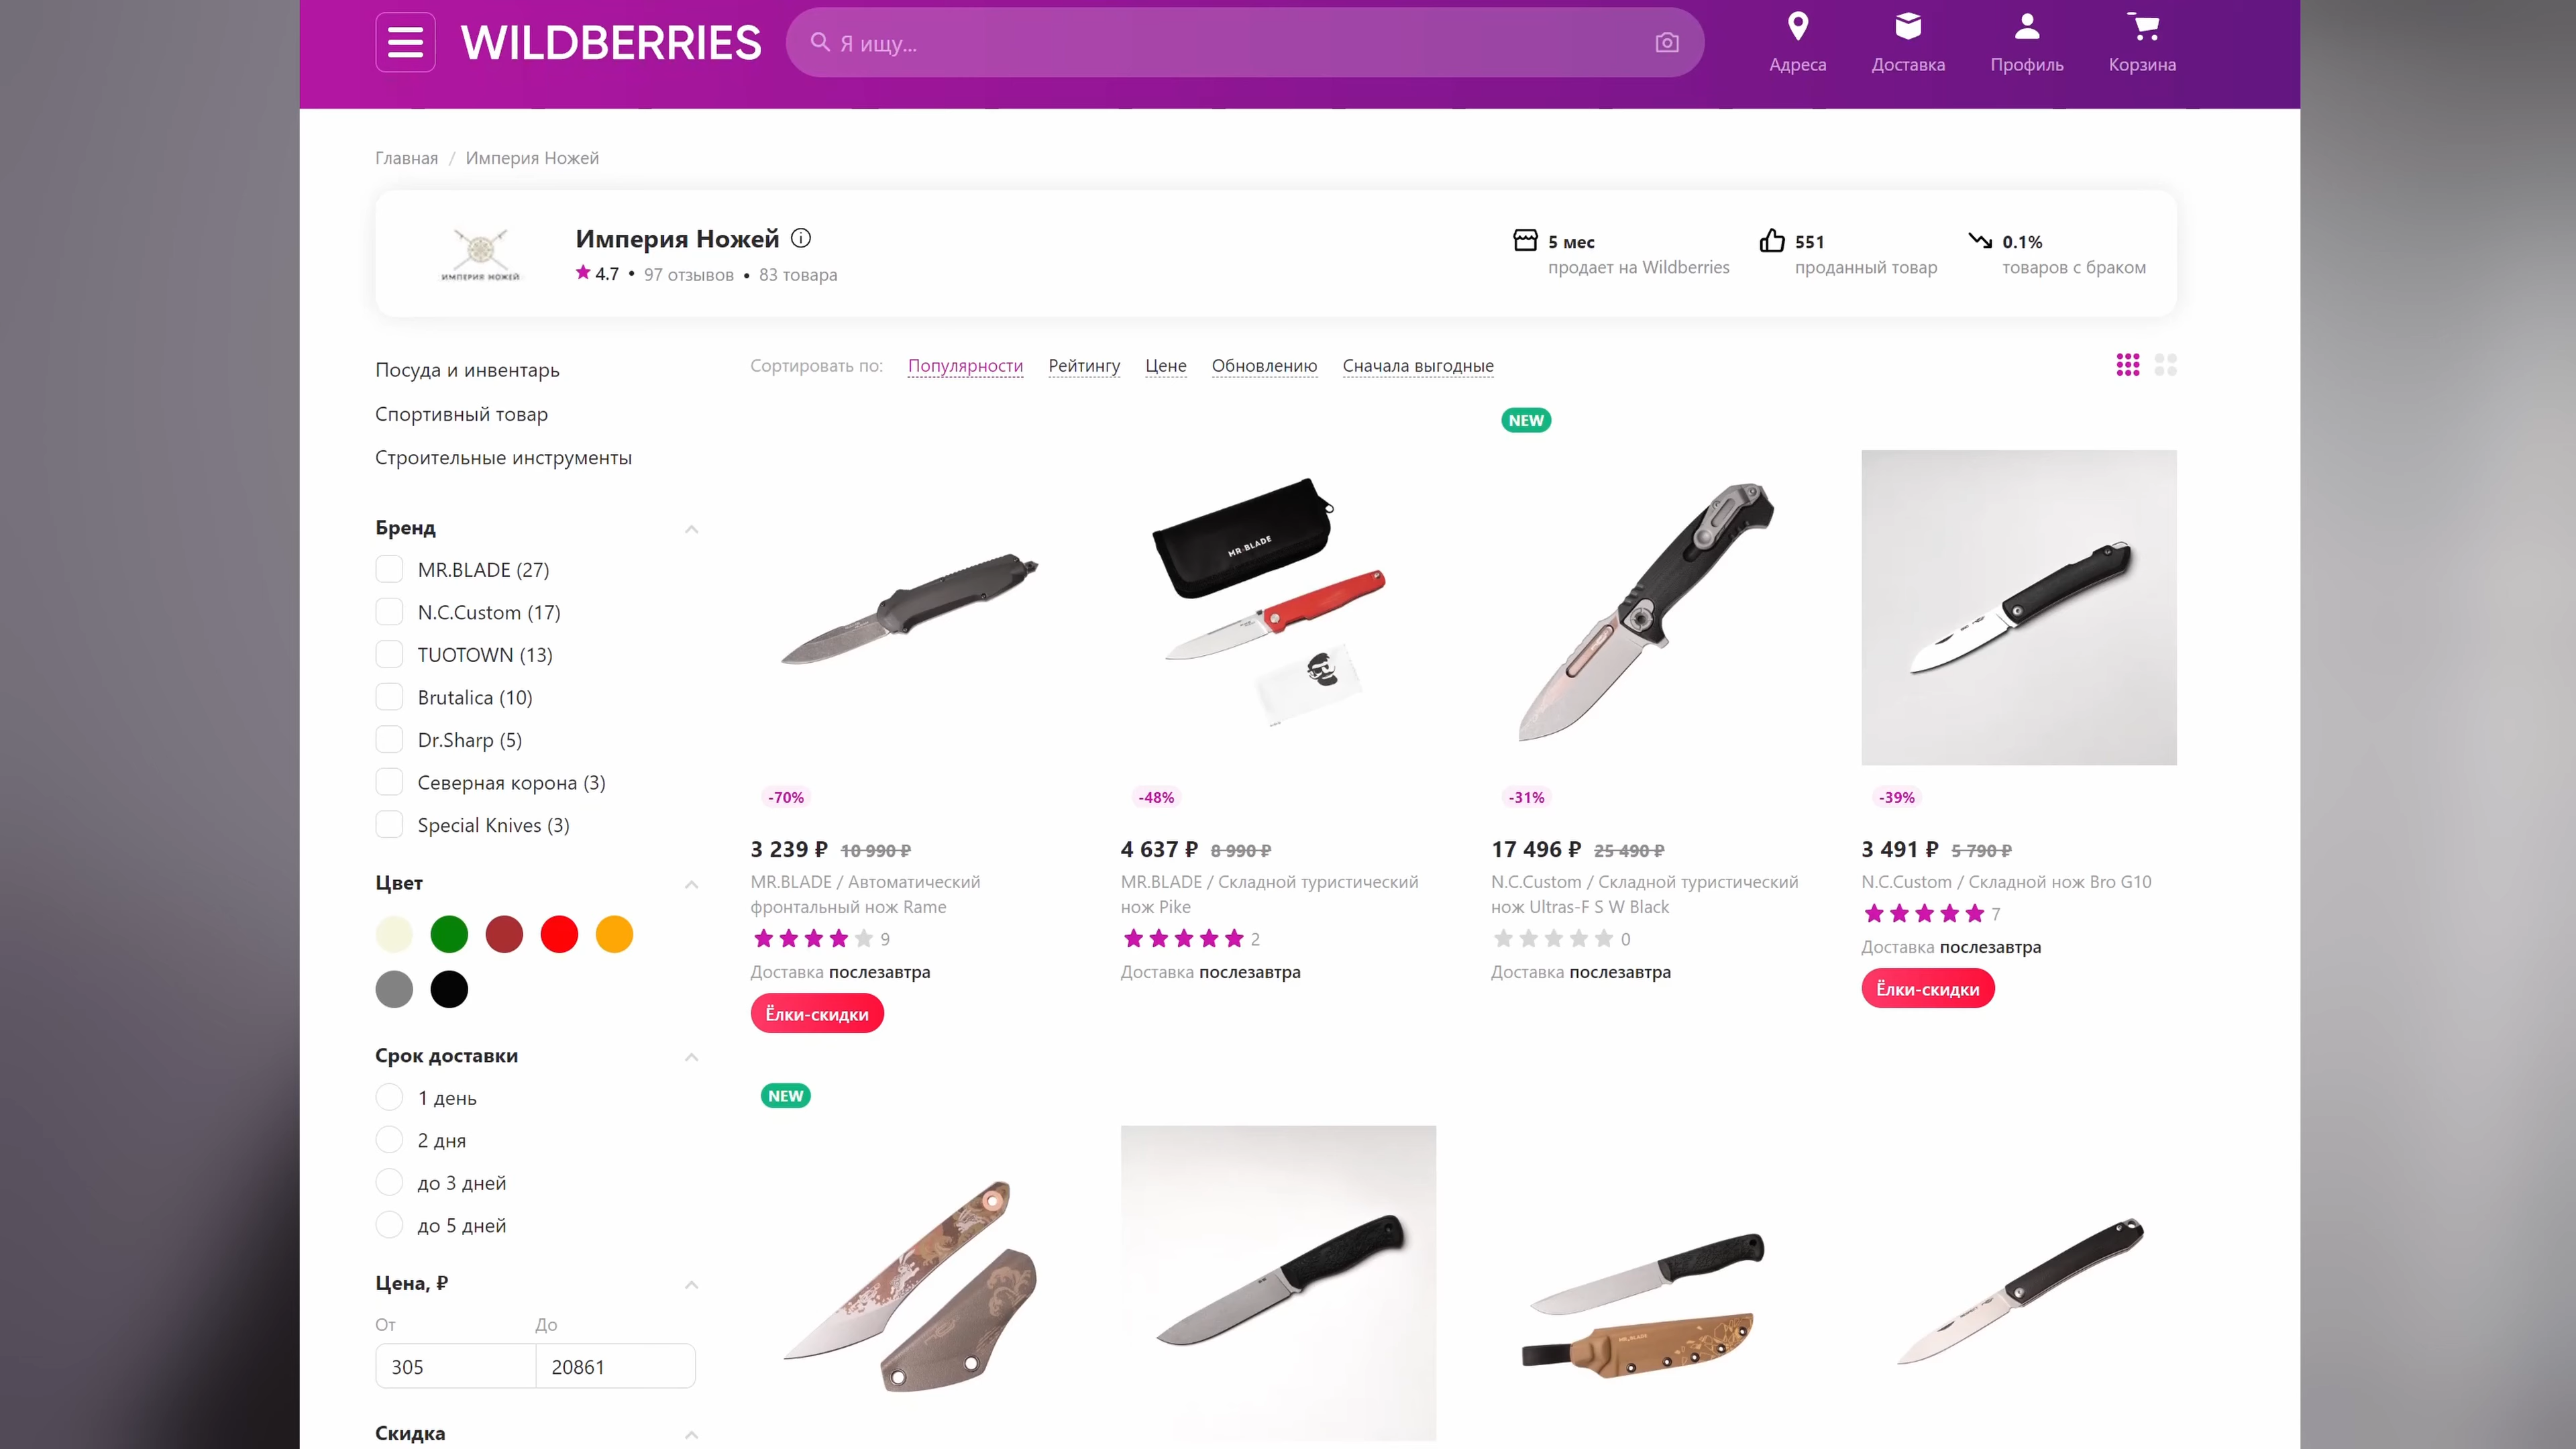 WILDBERRIES
Я ищу...
Адреса
Доставка
Профиль
Корзина
Главная / Империя Ножей
ИМПЕРИЯ НОЖЕЙ
Империя Ножей
4.7 • 97 отзывов • 83 товара
5 мес
продает на Wildberries
551
проданный товар
0.1%
товаров с браком
Посуда и инвентарь
Спортивный товар
Строительные инструменты
Бренд
MR.BLADE (27)
N.C.Custom (17)
TUOTOWN (13)
Brutalica (10)
Dr.Sharp (5)
Северная корона (3)
Special Knives (3)
Цвет
Срок доставки
1 день
2 дня
до 3 дней
до 5 дней
Цена, ₽
От
До
305
20861
Скидка
Сортировать по: Популярности Рейтингу Цене Обновлению Сначала выгодные
-70%
3 239 ₽ 10 990 ₽
MR.BLADE / Автоматический
фронтальный нож Rame
9
Доставка послезавтра
Ёлки-скидки
MR.BLADE
-48%
4 637 ₽ 8 990 ₽
MR.BLADE / Складной туристический
нож Pike
2
Доставка послезавтра
NEW
-31%
17 496 ₽ 25 490 ₽
N.C.Custom / Складной туристический
нож Ultras-F S W Black
0
Доставка послезавтра
-39%
3 491 ₽ 5 790 ₽
N.C.Custom / Складной нож Bro G10
7
Доставка послезавтра
Ёлки-скидки
NEW
MR.BLADE